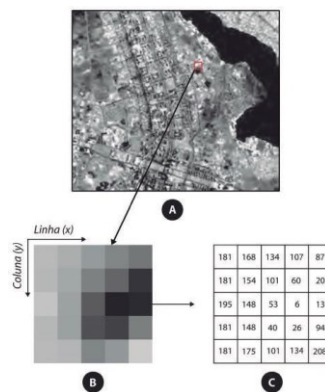 A
Linha (x)
Coluna (y)
181 168 134 107 87
181 154 101 60 20
195 148 53 6 13
181 148 40 26 94
181 175 101 134 208
B
C